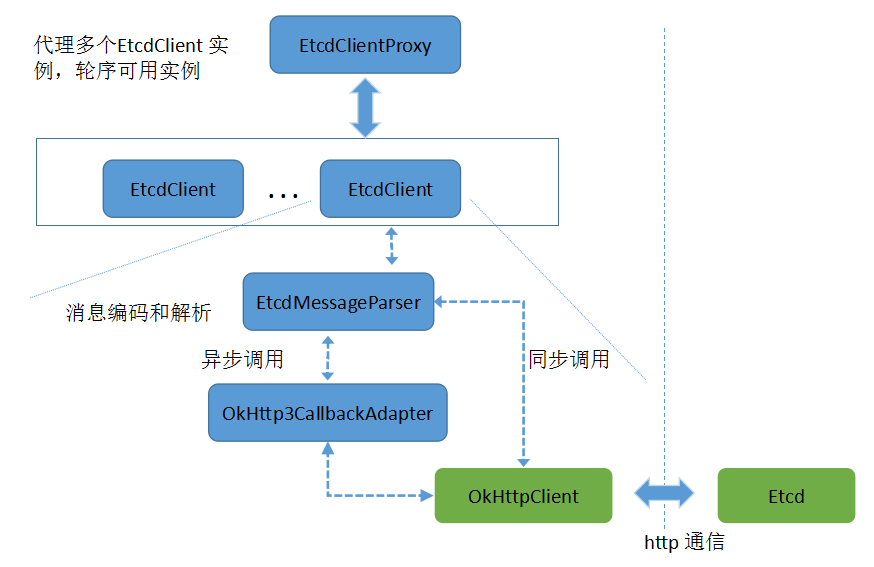 代理多个EtcdClient 实
例，轮序可用实例
EtcdClientProxy
EtcdClient
...
EtcdClient
消息编码和解析
EtcdMessageParser
异步调用
同步调用
OkHttp3CallbackAdapter
OkHttpClient
Etcd
http 通信